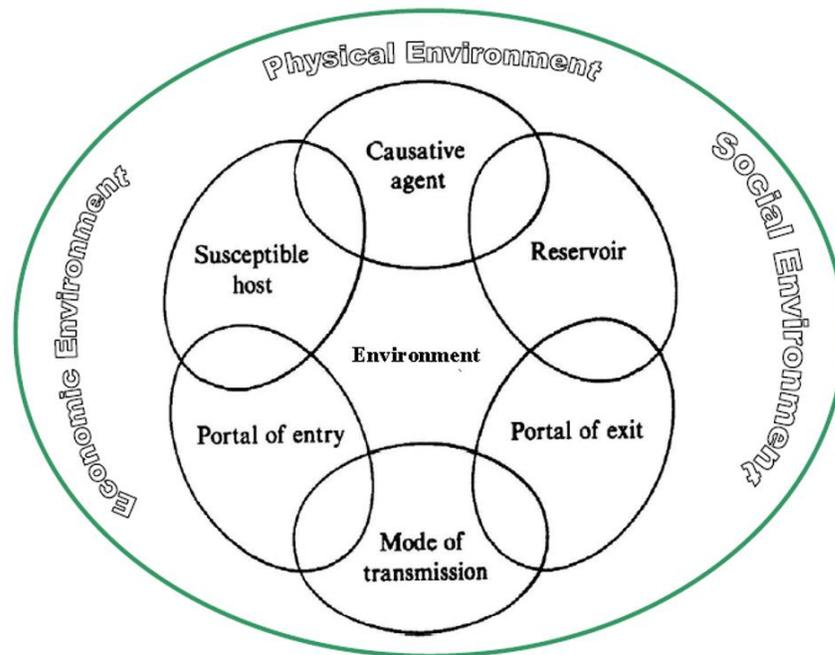 Physical Environment
Causative
agent
Social Environment
Susceptible
host
Reservoir
Economic Environment
Environment
Portal of entry
Portal of exit
Mode of
transmission